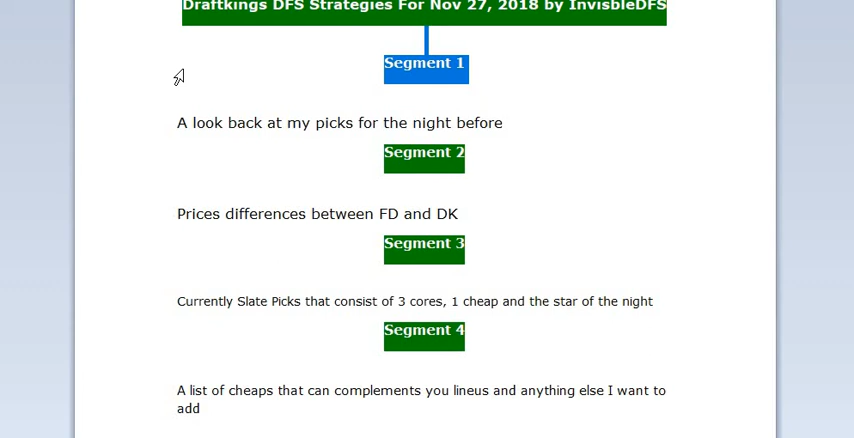 Draftkings DFS Strategies For Nov 27, 2018 by InvisbleDFS
Segment 1
A look back at my picks for the night before
Segment 2
Prices differences between FD and DK
Segment 3
Currently Slate Picks that consist of 3 cores, 1 cheap and the star of the night
Segment 4
A list of cheaps that can complements you lineus and anything else I want to
add